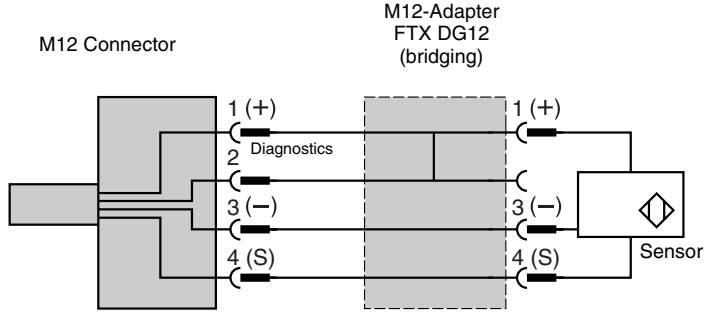 M12-Adapter
FTX DG12
(bridging)
M12 Connector
1 (+)
1 (+)
Diagnostics
2
3 (−)
3 (−)
4 (S)
4 (S)
Sensor